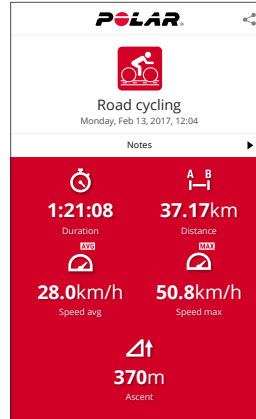 POLAR.
Road cycling
Monday, Feb 13, 2017, 12:04
Notes
A B
1:21:08 37.17km
Duration Distance
AVG MAX
28.0km/h 50.8km/h
Speed avg Speed max
370m
Ascent